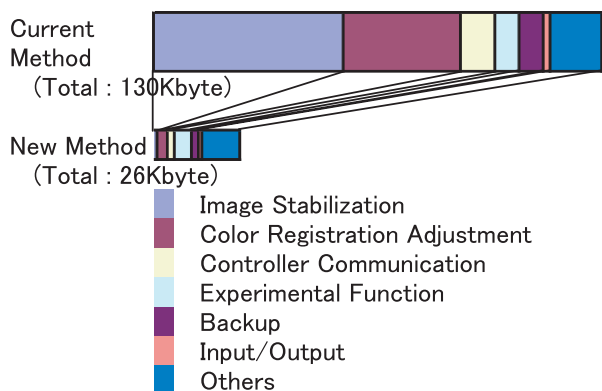 Current
Method
(Total : 130Kbyte)
New Method
(Total : 26Kbyte)
Image Stabilization
Color Registration Adjustment
Controller Communication
Experimental Function
Backup
Input/Output
Others